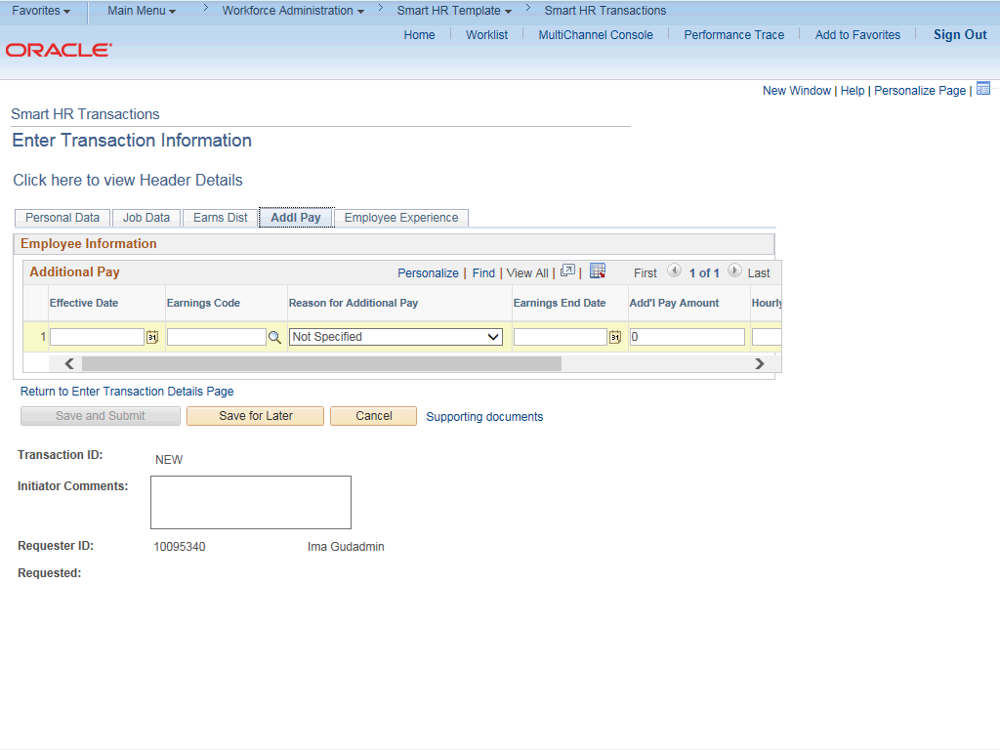 Favorites Main Menu > Workforce Administration > Smart HR Template > Smart HR Transactions
Home Worklist MultiChannel Console Performance Trace Add to Favorites Sign Out
ORACLE
New Window | Help | Personalize Page |
Smart HR Transactions
Enter Transaction Information
Click here to view Header Details
Personal Data Job Data Earns Dist Addl Pay Employee Experience
Employee Information
Additional Pay Personalize | Find | View All | | First 1 of 1 Last
Effective Date Earnings Code Reason for Additional Pay Earnings End Date Add'l Pay Amount Hourly
1 31 Not Specified 31 0
Return to Enter Transaction Details Page
Save and Submit Save for Later Cancel Supporting documents
Transaction ID: NEW
Initiator Comments:
Requester ID: 10095340 Ima Gudadmin
Requested: